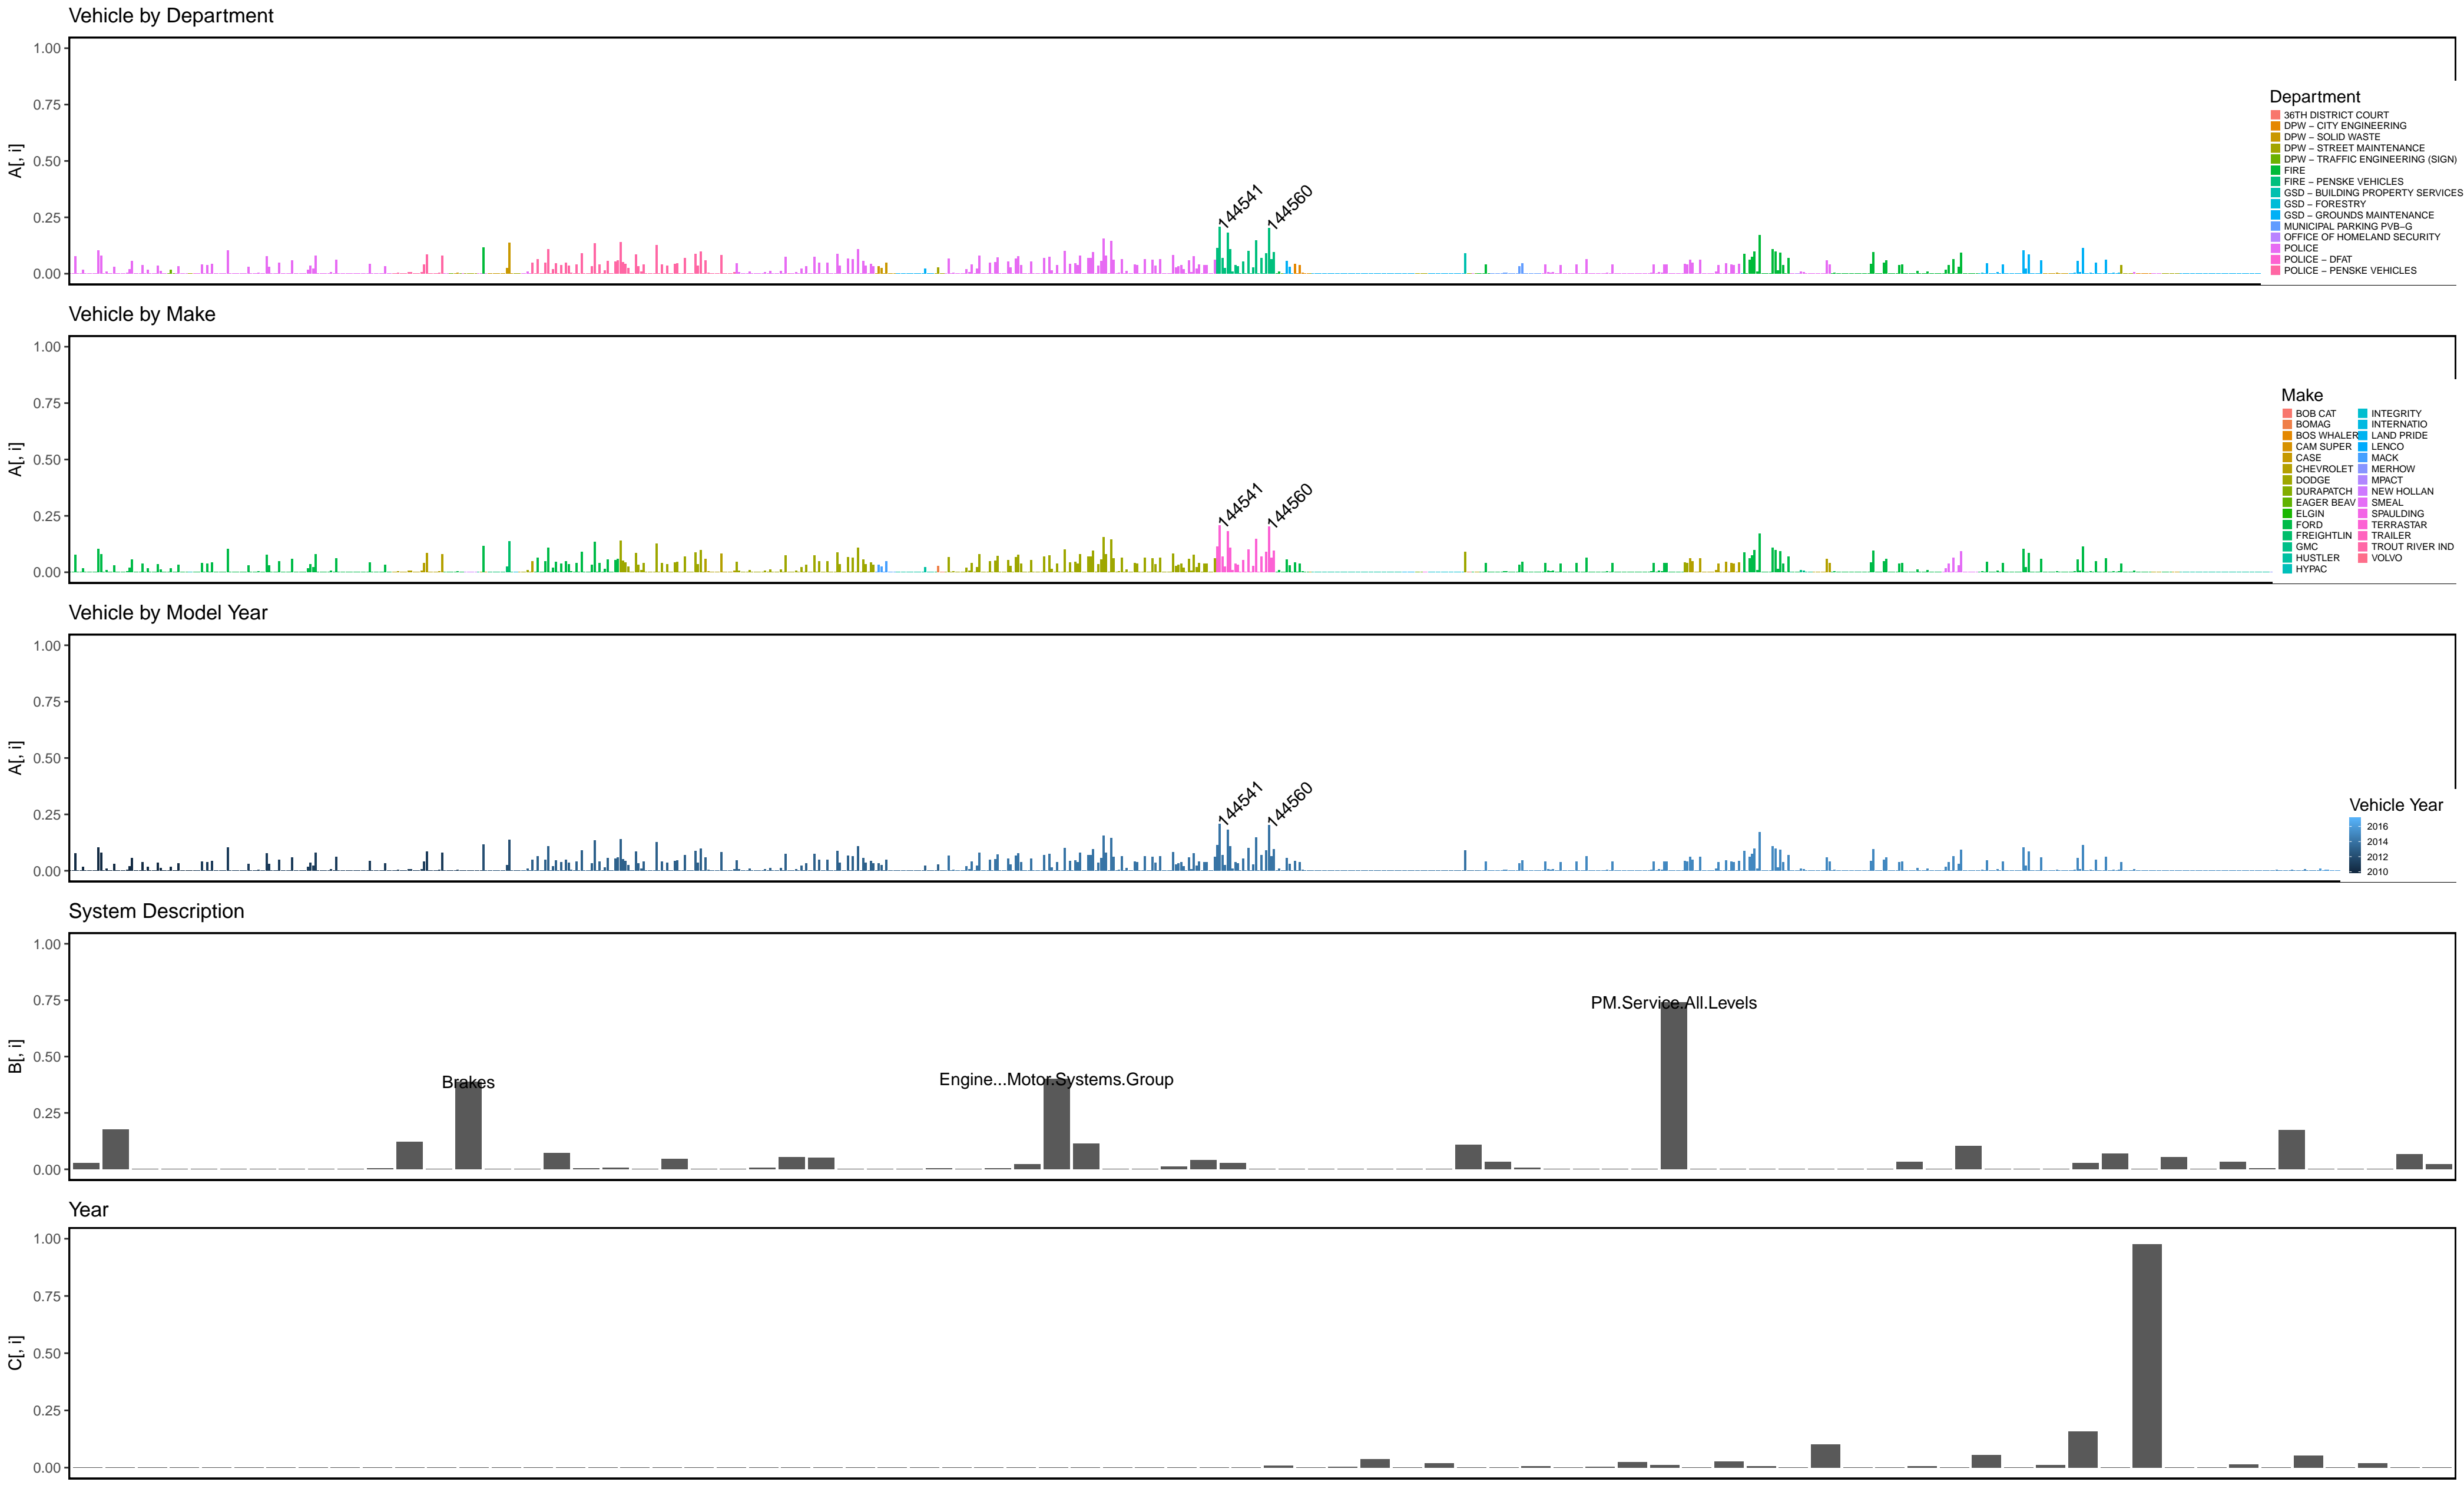 Vehicle by Department
A[, i]
1.00
0.75
0.50
0.25
0.00
144541
144560
Department
36TH DISTRICT COURT
DPW – CITY ENGINEERING
DPW – SOLID WASTE
DPW – STREET MAINTENANCE
DPW – TRAFFIC ENGINEERING (SIGN)
FIRE
FIRE – PENSKE VEHICLES
GSD – BUILDING PROPERTY SERVICES
GSD – FORESTRY
GSD – GROUNDS MAINTENANCE
MUNICIPAL PARKING PVB–G
OFFICE OF HOMELAND SECURITY
POLICE
POLICE – DFAT
POLICE – PENSKE VEHICLES
Vehicle by Make
A[, i]
1.00
0.75
0.50
0.25
0.00
144541
144560
Make
BOB CAT
BOMAG
BOS WHALER
CAM SUPER
CASE
CHEVROLET
DODGE
DURAPATCH
EAGER BEAV
ELGIN
FORD
FREIGHTLIN
GMC
HUSTLER
HYPAC
INTEGRITY
INTERNATIO
LAND PRIDE
LENCO
MACK
MERHOW
MPACT
NEW HOLLAN
SMEAL
SPAULDING
TERRASTAR
TRAILER
TROUT RIVER IND
VOLVO
Vehicle by Model Year
A[, i]
1.00
0.75
0.50
0.25
0.00
144541
144560
Vehicle Year
2016
2014
2012
2010
System Description
B[, i]
1.00
0.75
0.50
0.25
0.00
Brakes
Engine...Motor.Systems.Group
PM.Service.All.Levels
Year
C[, i]
1.00
0.75
0.50
0.25
0.00